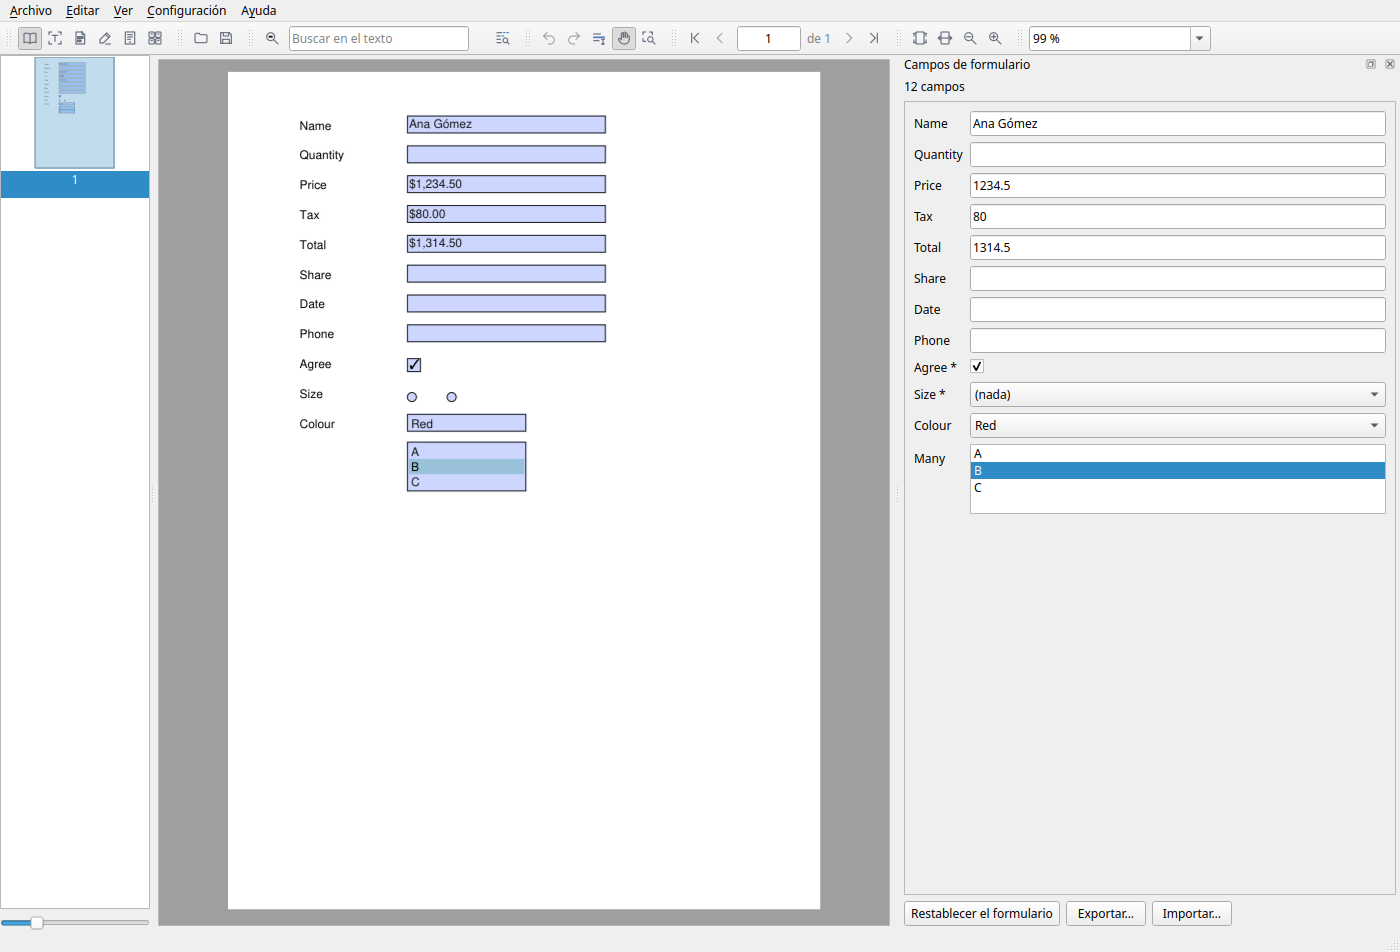 Archivo Editar Ver Configuración Ayuda
Buscar en el texto 1 de 1 99 %
1
Name Ana Gómez
Quantity
Price $1,234.50
Tax $80.00
Total $1,314.50
Share
Date
Phone
Agree
Size
Colour Red
A
B
C
Campos de formulario
12 campos
Name Ana Gómez
Quantity
Price 1234.5
Tax 80
Total 1314.5
Share
Date
Phone
Agree *
Size * (nada)
Colour Red
Many A
B
C
Restablecer el formulario Exportar... Importar...